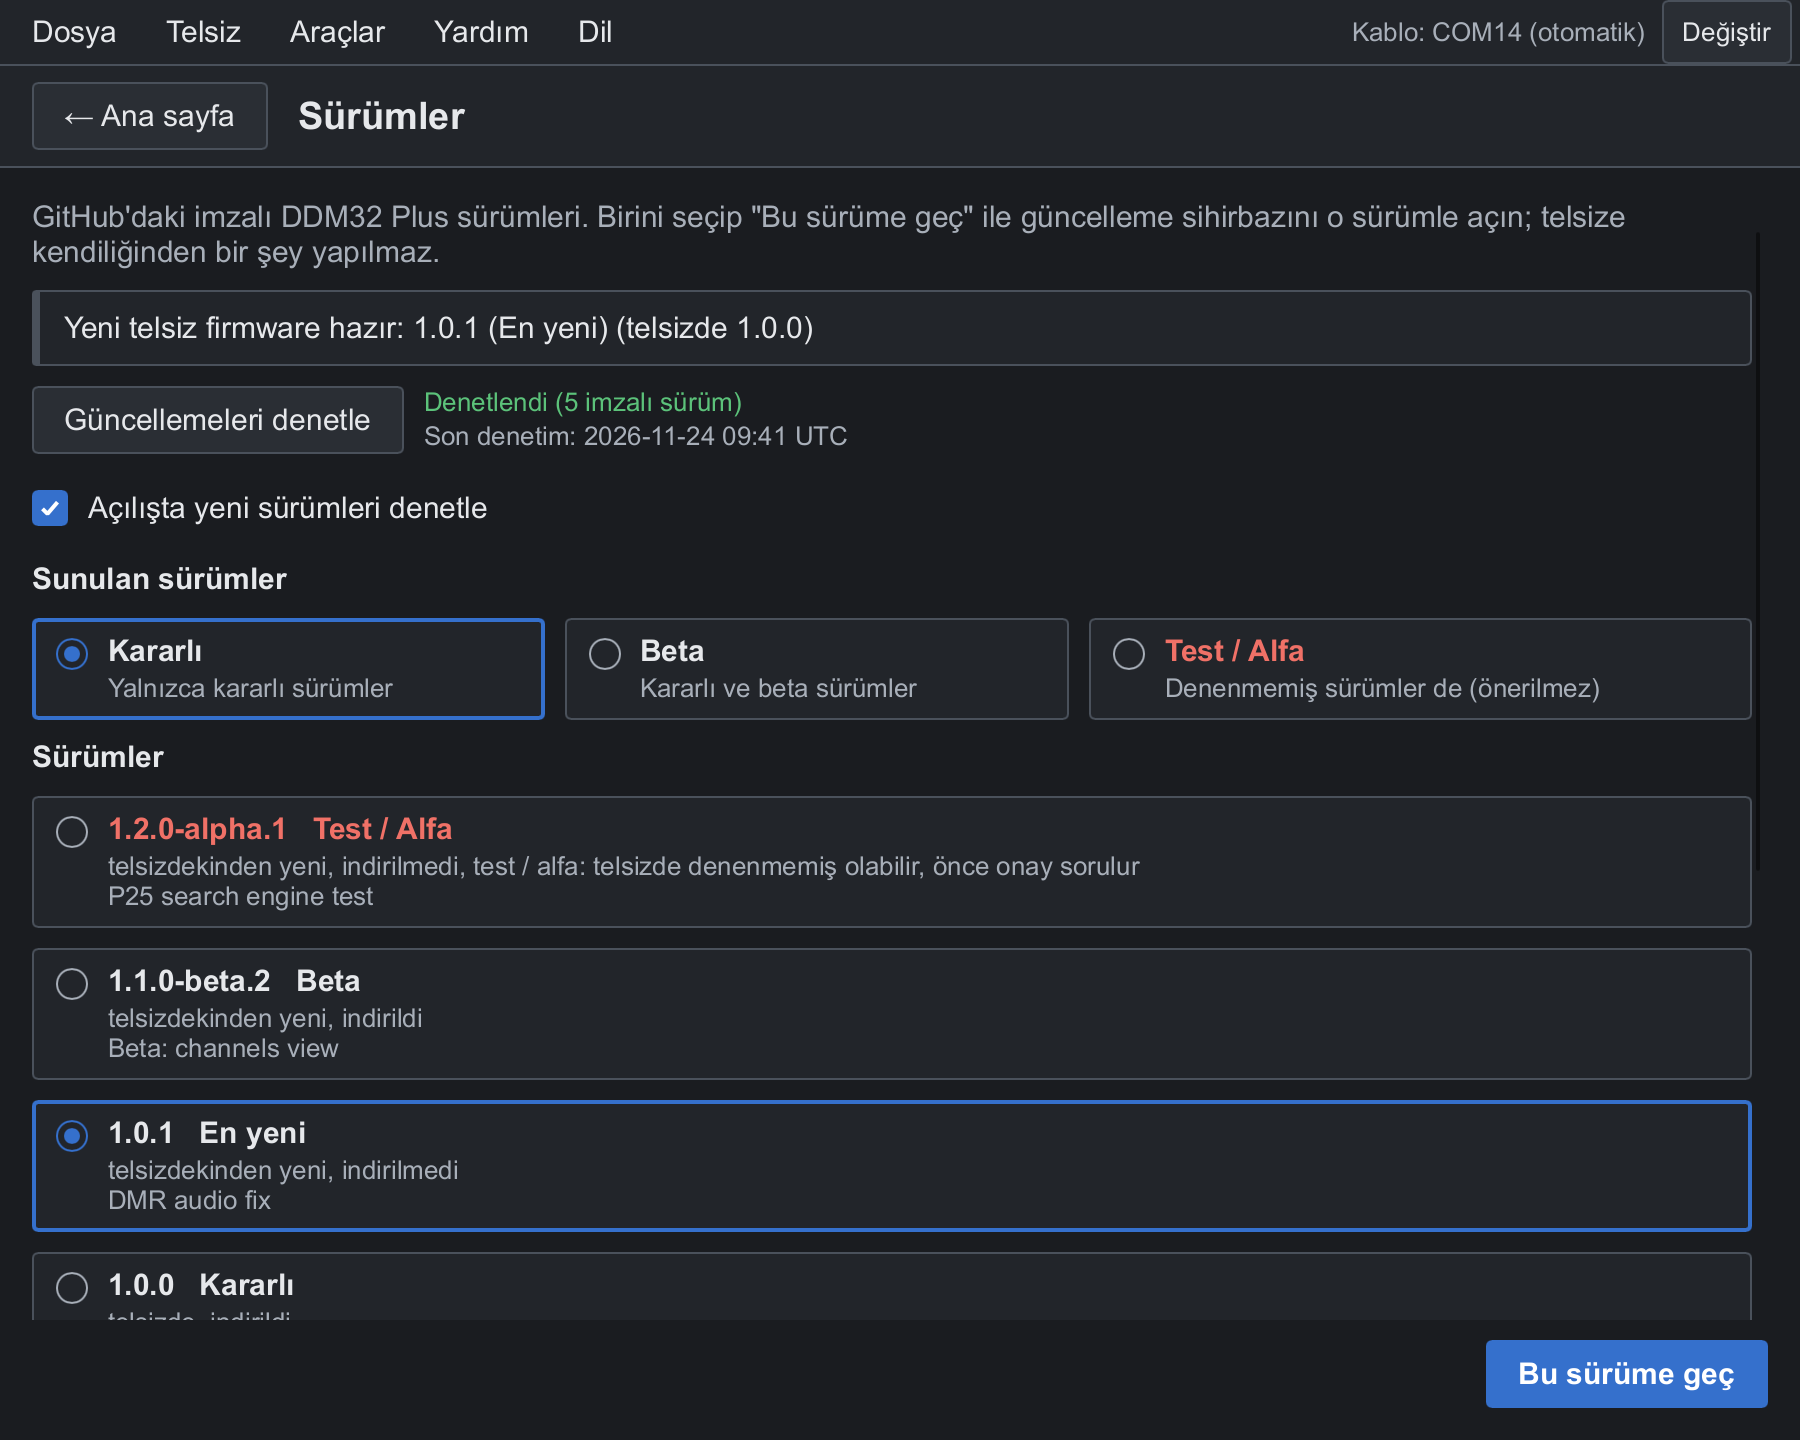 Dosya Telsiz Araçlar Yardım Dil Kablo: COM14 (otomatik) Değiştir
← Ana sayfa Sürümler
GitHub'daki imzalı DDM32 Plus sürümleri. Birini seçip "Bu sürüme geç" ile güncelleme sihirbazını o sürümle açın; telsize
kendiliğinden bir şey yapılmaz.
Yeni telsiz firmware hazır: 1.0.1 (En yeni) (telsizde 1.0.0)
Güncellemeleri denetle
Denetlendi (5 imzalı sürüm)
Son denetim: 2026-11-24 09:41 UTC
Açılışta yeni sürümleri denetle
Sunulan sürümler
Kararlı
Yalnızca kararlı sürümler
Beta
Kararlı ve beta sürümler
Test / Alfa
Denenmemiş sürümler de (önerilmez)
Sürümler
1.2.0-alpha.1 Test / Alfa
telsizdekinden yeni, indirilmedi, test / alfa: telsizde denenmemiş olabilir, önce onay sorulur
P25 search engine test
1.1.0-beta.2 Beta
telsizdekinden yeni, indirildi
Beta: channels view
1.0.1 En yeni
telsizdekinden yeni, indirilmedi
DMR audio fix
1.0.0 Kararlı
telsizde, indirildi
Bu sürüme geç